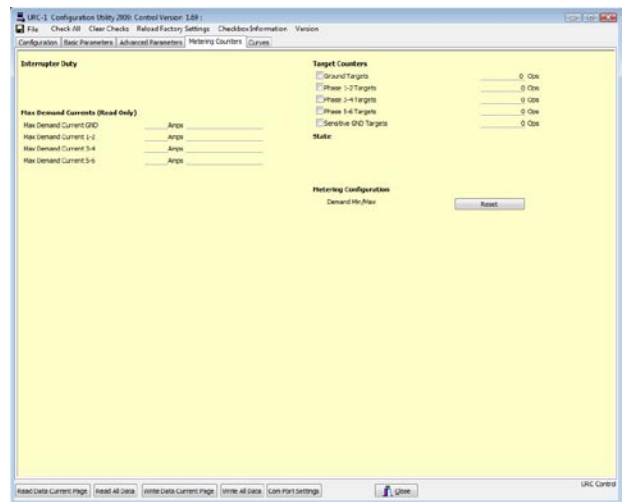 URC-1 Configuration Utility 2009: Control Version 1.69 :
File Check All Clear Checks Reload Factory Settings Checkbox Information Version
Configuration Basic Parameters Advanced Parameters Metering Counters Curves
Interrupter Duty
Target Counters
Ground Targets 0 Ops
Phase 1-2 Targets 0 Ops
Phase 3-4 Targets 0 Ops
Phase 5-6 Targets 0 Ops
Sensitive GND Targets 0 Ops
State
Max Demand Currents (Read Only)
Max Demand Current GND Amps
Max Demand Current 1-2 Amps
Max Demand Current 3-4 Amps
Max Demand Current 5-6 Amps
Metering Configuration
Demand Min/Max Reset
URC Control
Read Data Current Page Read All Data Write Data Current Page Write All Data Com Port Settings Close